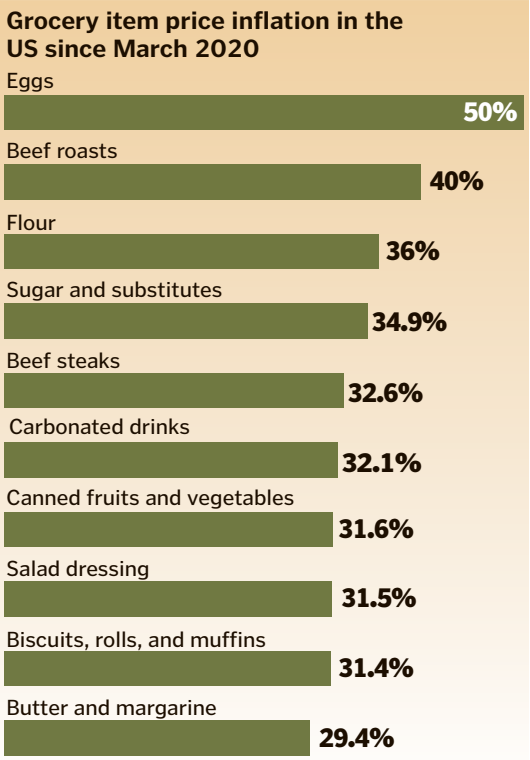 Grocery item price inflation in the
US since March 2020
Eggs
50%
Beef roasts
40%
Flour
36%
Sugar and substitutes
34.9%
Beef steaks
32.6%
Carbonated drinks
32.1%
Canned fruits and vegetables
31.6%
Salad dressing
31.5%
Biscuits, rolls, and muffins
31.4%
Butter and margarine
29.4%